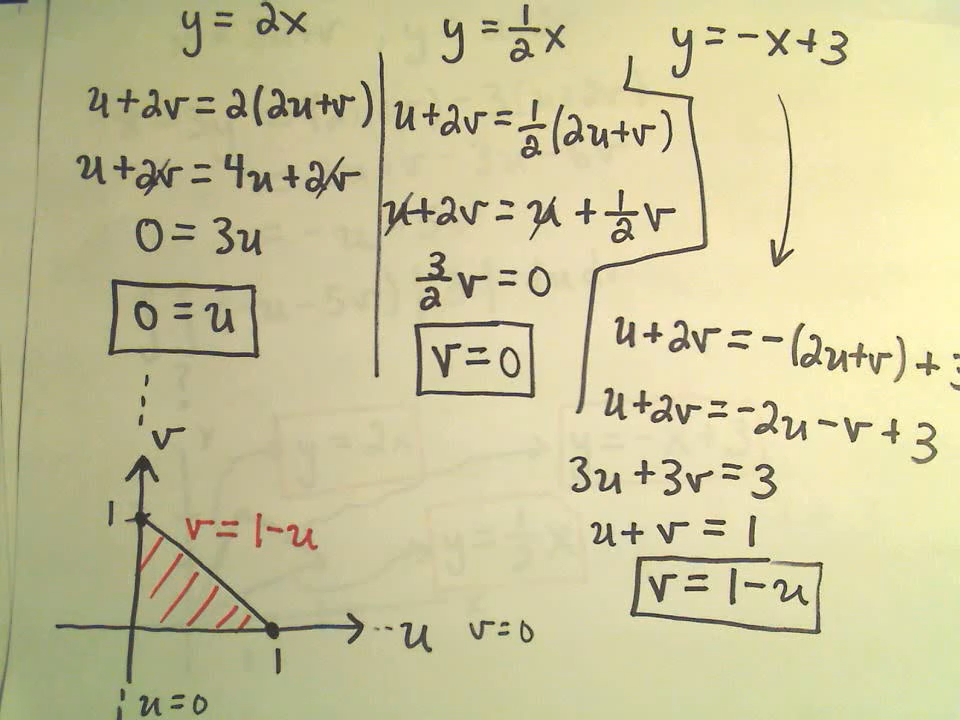 y = 2x
u + 2v = 2(2u+v)
u + 2v = 4u + 2v
0 = 3u
0 = u
y = 1/2 x
u + 2v = 1/2 (2u+v)
u + 2v = u + 1/2 v
3/2 v = 0
v = 0
y = -x + 3
u + 2v = -(2u+v) + 3
u + 2v = -2u - v + 3
3u + 3v = 3
u + v = 1
v = 1 - u
v
1
v = 1 - u
u
v = 0
1
u = 0